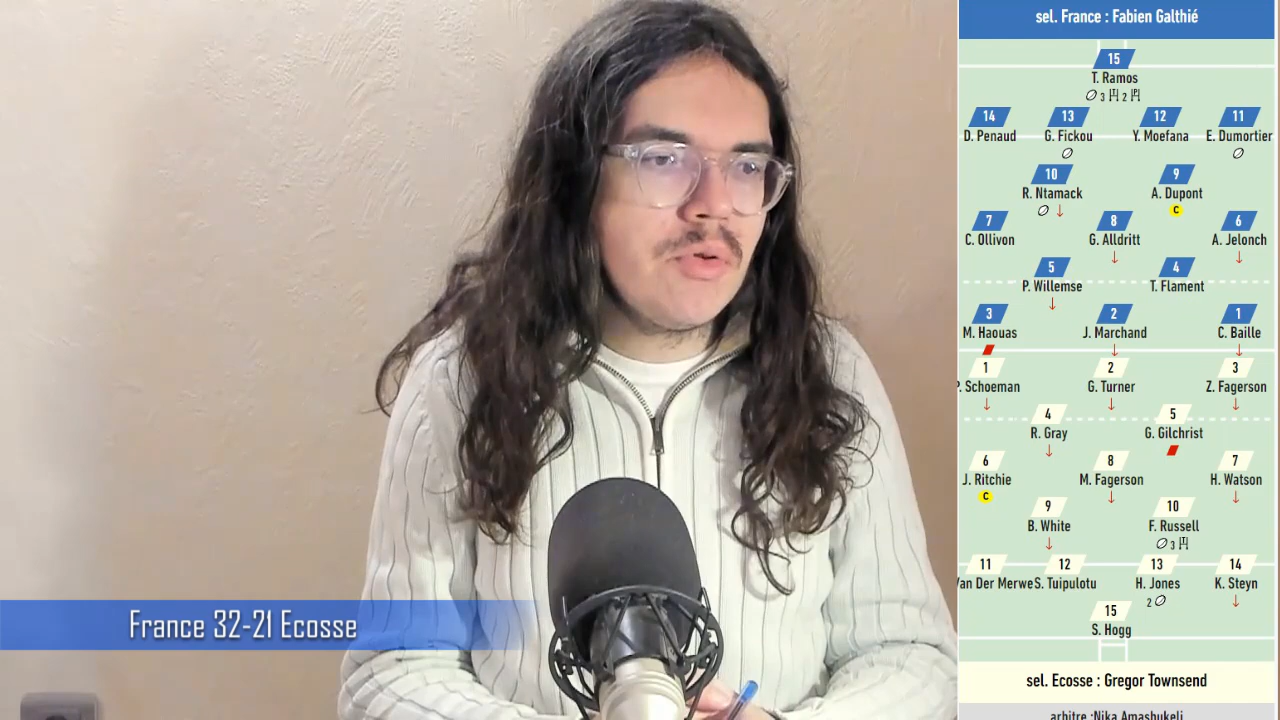 sel. France : Fabien Galthié
15
T. Ramos
3 2
14 13 12 11
D. Penaud G. Fickou Y. Moefana E. Dumortier
10 9
R. Ntamack A. Dupont
C
7 8 6
C. Ollivon G. Alldritt A. Jelonch
5 4
P. Willemse T. Flament
3 2 1
M. Haouas J. Marchand C. Baille
1 2 3
P. Schoeman G. Turner Z. Fagerson
4 5
R. Gray G. Gilchrist
6 8 7
J. Ritchie M. Fagerson H. Watson
C
9 10
B. White F. Russell
3
11 12 13 14
Van Der Merwe S. Tuipulotu H. Jones K. Steyn
2
15
S. Hogg
sel. Ecosse : Gregor Townsend
arbitre :Nika Amashukeli
France 32-21 Ecosse